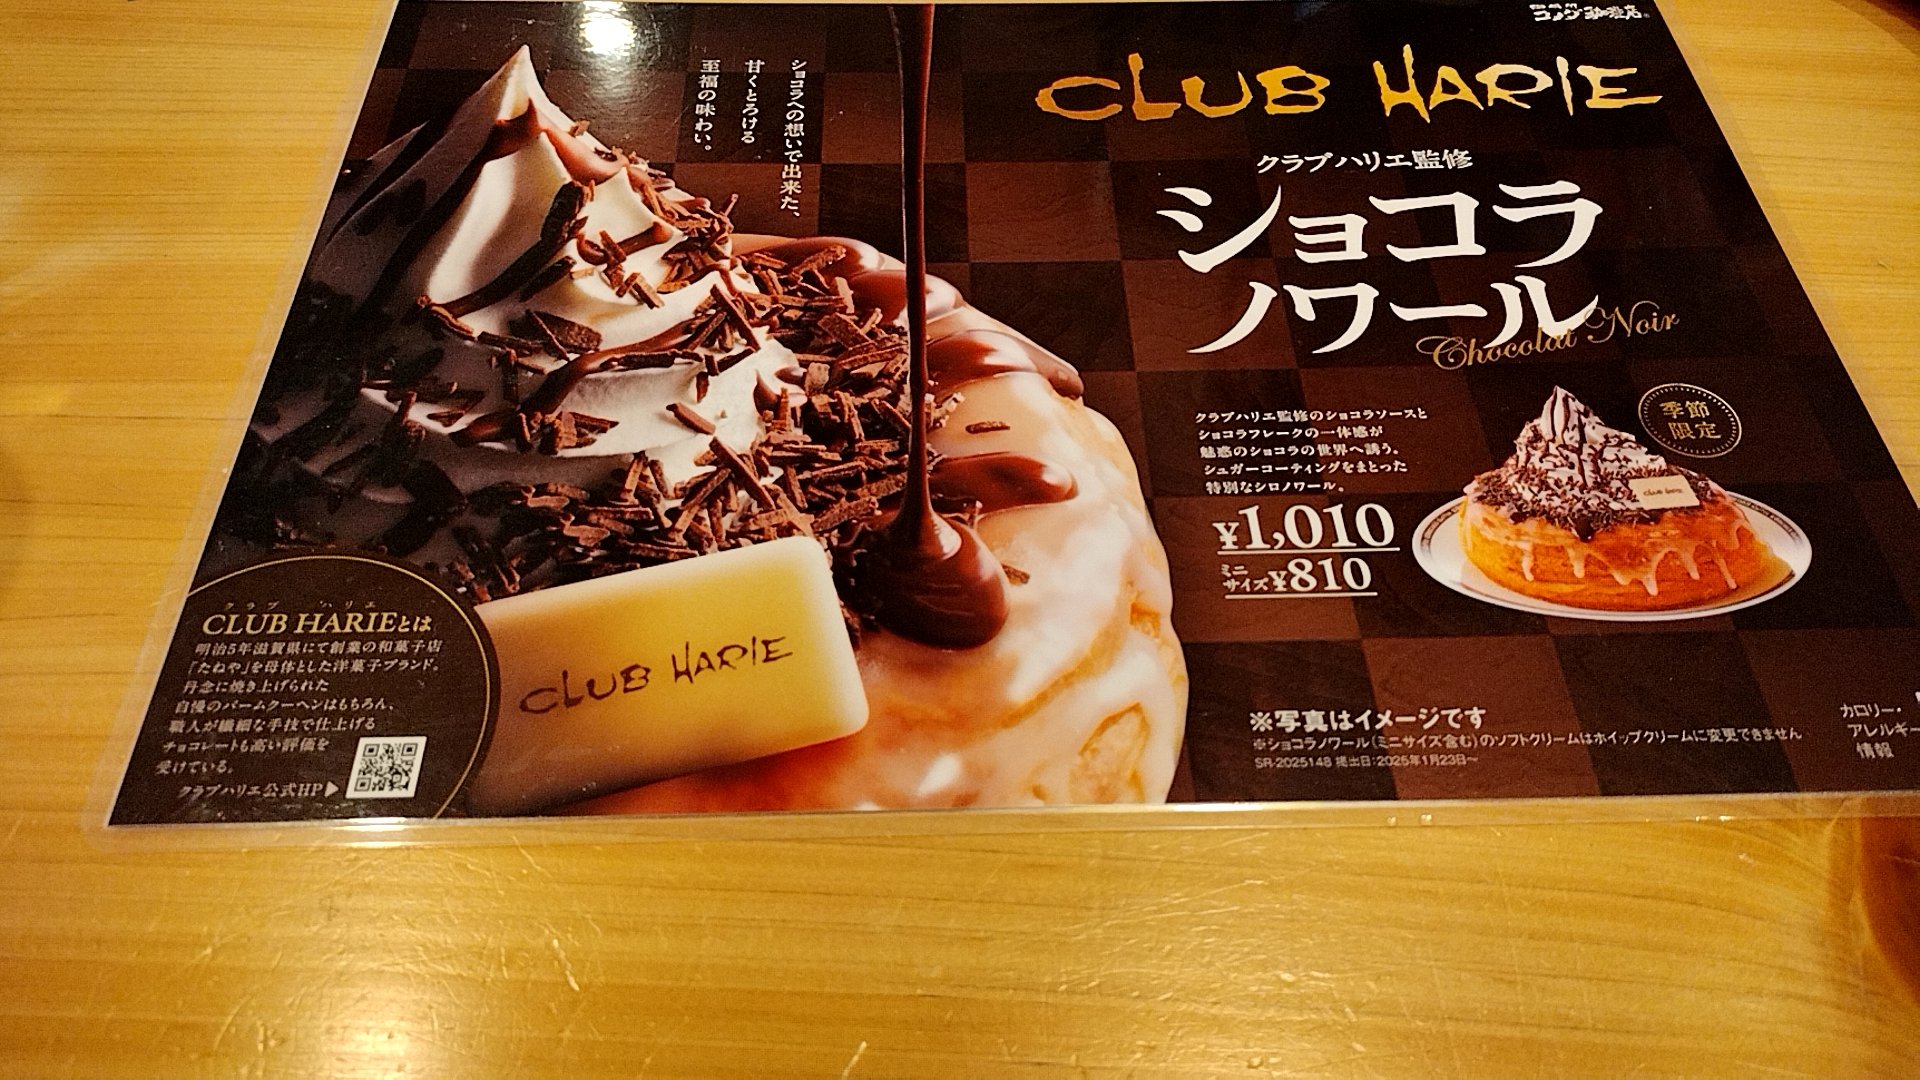 コメダ珈琲店
CLUB HARIE
クラブハリエ監修
ショコラ
ノワール
Chocolat Noir
ショコラへの想いで出来た、
甘くとろける
至福の味わい。
クラブハリエ監修のショコラソースと
ショコラフレークの一体感が
魅惑のショコラの世界へ誘う。
シュガーコーティングをまとった
特別なシロノワール。
¥1,010
ミニサイズ¥810
季節
限定
CLUB HARIE
クラブ ハリエ
CLUB HARIEとは
明治5年滋賀県にて創業の和菓子店
「たねや」を母体とした洋菓子ブランド。
丹念に焼き上げられた
自慢のバームクーヘンはもちろん、
職人が繊細な手技で仕上げる
チョコレートも高い評価を
受けている。
クラブハリエ公式HP▶
※写真はイメージです
※ショコラノワール(ミニサイズ含む)のソフトクリームはホイップクリームに変更できません
SR-2025148 掲出日:2025年1月23日~
カロリー・
アレルギー
情報